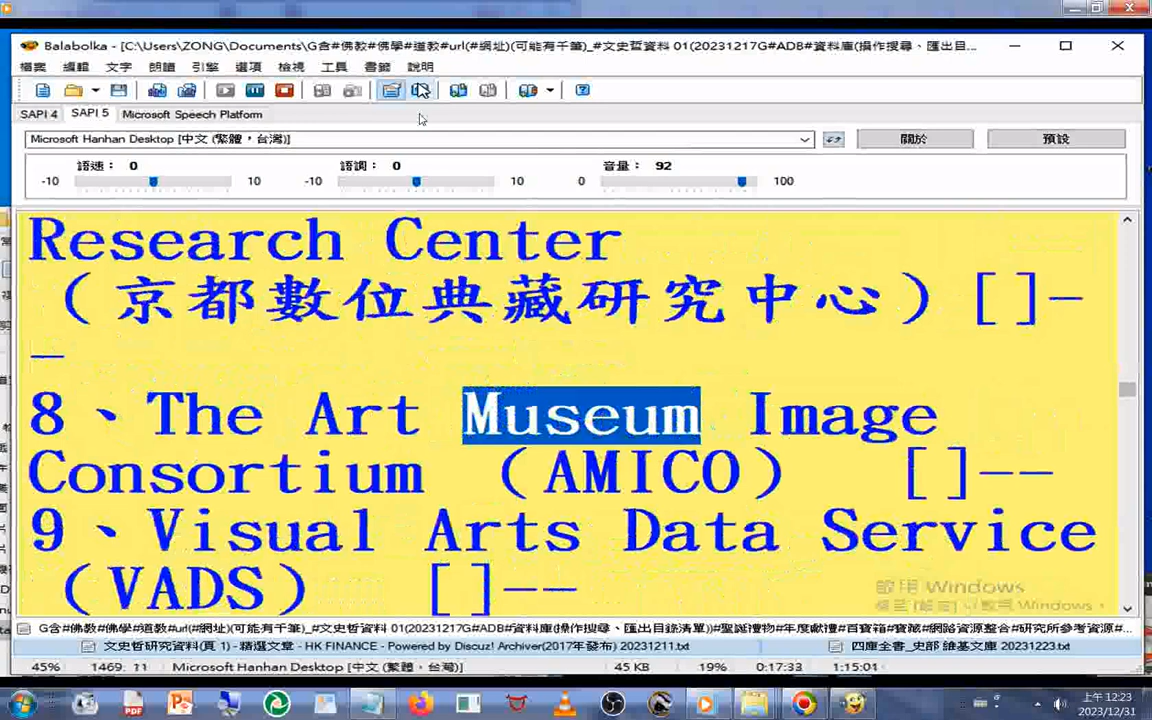 Balabolka - [C:\Users\ZONG\Documents\G含#佛教#佛學#道教#url(#網址)(可能有千筆)_#文史哲資料 01(20231217G#ADB#資料庫(操作搜尋、匯出目...
檔案 編輯 文字 朗讀 引擎 選項 檢視 工具 書籤 說明
SAPI 4 SAPI 5 Microsoft Speech Platform
Microsoft Hanhan Desktop [中文 (繁體，台灣)] 關於 預設
語速： 0 語調： 0 音量： 92
-10 10 -10 10 0 100
Research Center
（京都數位典藏研究中心）[]-
-
8、The Art Museum Image
Consortium （AMICO） []--
9、Visual Arts Data Service
（VADS） []--
啟用 Windows
G含#佛教#佛學#道教#url(#網址)(可能有千筆)_#文史哲資料 01(20231217G#ADB#資料庫(操作搜尋、匯出目錄清單))#聖誕禮物#年度獻禮#百寶箱#寶藏#網路資源整合#研究所參考資源#...
文史哲研究資料(頁 1) - 精選文章 - HK FINANCE - Powered by Discuz! Archiver(2017年發布) 20231211.txt 四庫全書_史部 維基文庫 20231223.txt
45% 1469: 11 Microsoft Hanhan Desktop [中文 (繁體，台灣)] 45 KB 19% 0:17:33 1:15:01
上午 12:23
2023/12/31